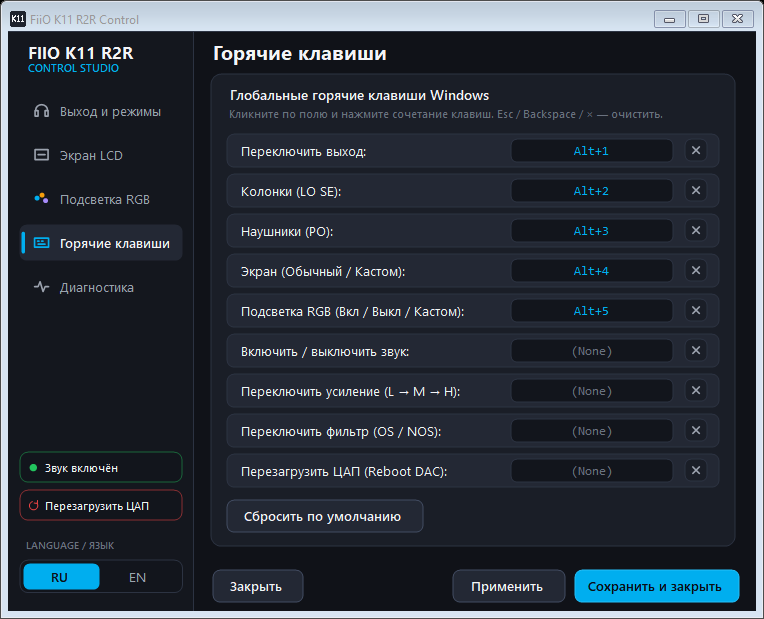 K11 FiiO K11 R2R Control
FIIO K11 R2R
CONTROL STUDIO
Выход и режимы
Экран LCD
Подсветка RGB
Горячие клавиши
Диагностика
Звук включён
Перезагрузить ЦАП
LANGUAGE / ЯЗЫК
RU EN
Горячие клавиши
Глобальные горячие клавиши Windows
Кликните по полю и нажмите сочетание клавиш. Esc / Backspace / × — очистить.
Переключить выход: Alt+1 ✕
Колонки (LO SE): Alt+2 ✕
Наушники (PO): Alt+3 ✕
Экран (Обычный / Кастом): Alt+4 ✕
Подсветка RGB (Вкл / Выкл / Кастом): Alt+5 ✕
Включить / выключить звук: (None) ✕
Переключить усиление (L → M → H): (None) ✕
Переключить фильтр (OS / NOS): (None) ✕
Перезагрузить ЦАП (Reboot DAC): (None) ✕
Сбросить по умолчанию
Закрыть Применить Сохранить и закрыть